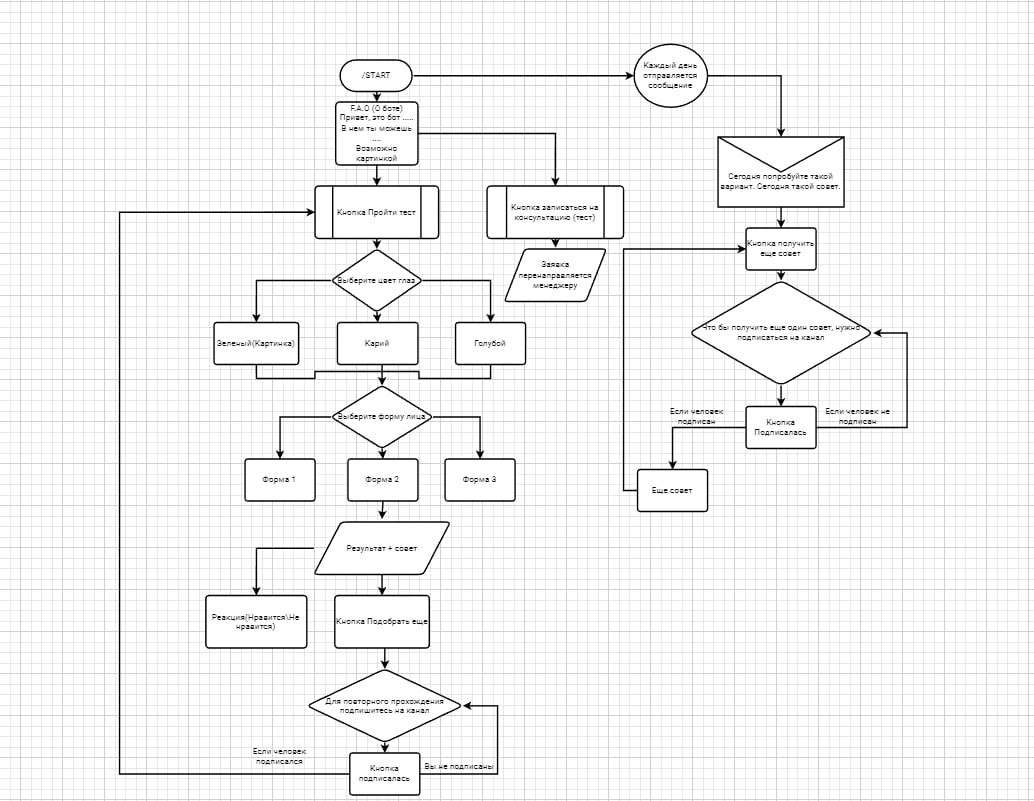 /START
Каждый день
отправляется
сообщение
F.A.O (О боте)
Привет, это бот .....
В нем ты можешь
....
Возможно
картинкой
Сегодня попробуйте такой
вариант. Сегодня такой совет.
Кнопка Пройти тест
Кнопка записаться на
консультацию (тест)
Кнопка получить
еще совет
Заявка
перенаправляется
менеджеру
Выберите цвет глаз
Что бы получить еще один совет, нужно
подписаться на канал
Зеленый(Картинка)
Карий
Голубой
Выберите форму лица
Если человек
подписан
Кнопка
Подписалась
Если человек не
подписан
Форма 1
Форма 2
Форма 3
Еще совет
Результат + совет
Реакция(Нравится\Не
нравится)
Кнопка Подобрать еще
Для повторного прохождения
подпишитесь на канал
Если человек
подписался
Кнопка
подписалась
Вы не подписаны